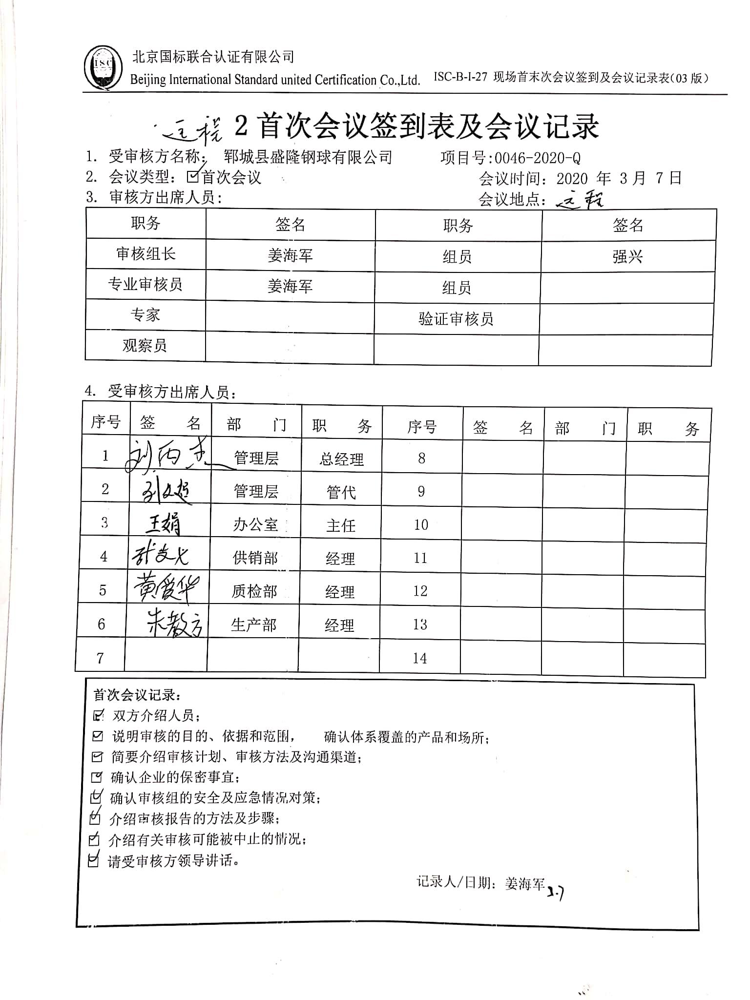 ISC
北京国标联合认证有限公司
Beijing International Standard united Certification Co.,Ltd. ISC-B-I-27 现场首末次会议签到及会议记录表(03 版)
远程 2 首次会议签到表及会议记录
1. 受审核方名称: 郓城县盛隆钢球有限公司 项目号:0046-2020-Q
2. 会议类型: ☑首次会议 会议时间: 2020 年 3 月 7 日
3. 审核方出席人员: 会议地点: 远程
职务 签名 职务 签名
审核组长 姜海军 组员 强兴
专业审核员 姜海军 组员
专家 验证审核员
观察员
4. 受审核方出席人员:
序号 签 名 部 门 职 务 序号 签 名 部 门 职 务
1 刘丙 管理层 总经理 8
2 刘文超 管理层 管代 9
3 王娟 办公室 主任 10
4 供销部 经理 11
5 黄爱华 质检部 经理 12
6 朱教方 生产部 经理 13
7 14
首次会议记录:
☑ 双方介绍人员;
☑ 说明审核的目的、依据和范围, 确认体系覆盖的产品和场所;
☑ 简要介绍审核计划、审核方法及沟通渠道;
☑ 确认企业的保密事宜;
☑ 确认审核组的安全及应急情况对策;
☑ 介绍审核报告的方法及步骤;
☑ 介绍有关审核可能被中止的情况;
☑ 请受审核方领导讲话。
记录人/日期: 姜海军 3.7